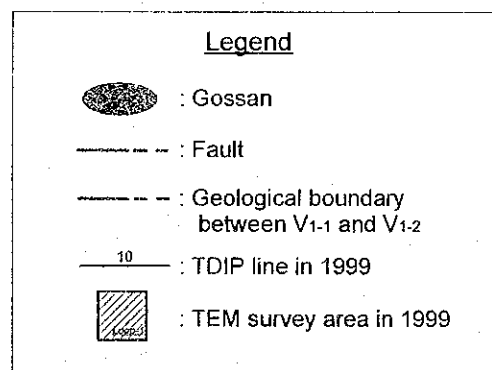 Legend
: Gossan
: Fault
: Geological boundary
between V1-1 and V1-2
10
: TDIP line in 1999
: TEM survey area in 1999